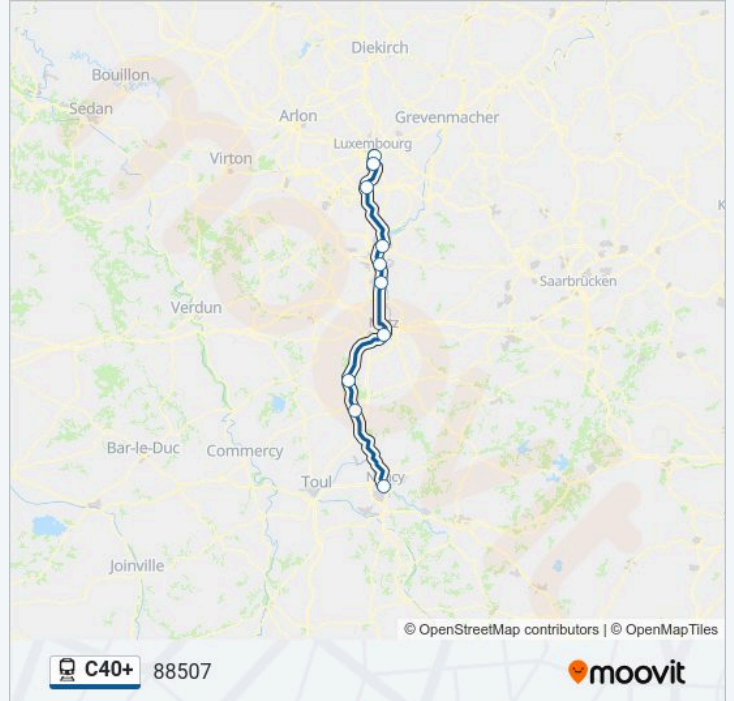 Diekirch
Bouillon
Sedan
Arlon
Grevenmacher
Luxembourg
Virton
K
Saarbrücken
Verdun
Bar-le-Duc
Commercy
Toul
Joinville
© OpenStreetMap contributors | © OpenMapTiles
C40+ 88507
moovit